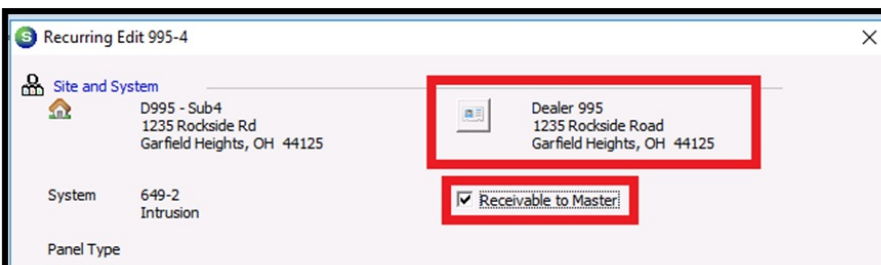 S Recurring Edit 995-4
Site and System
D995 - Sub4
1235 Rockside Rd
Garfield Heights, OH 44125
Dealer 995
1235 Rockside Road
Garfield Heights, OH 44125
System 649-2
Intrusion
Receivable to Master
Panel Type